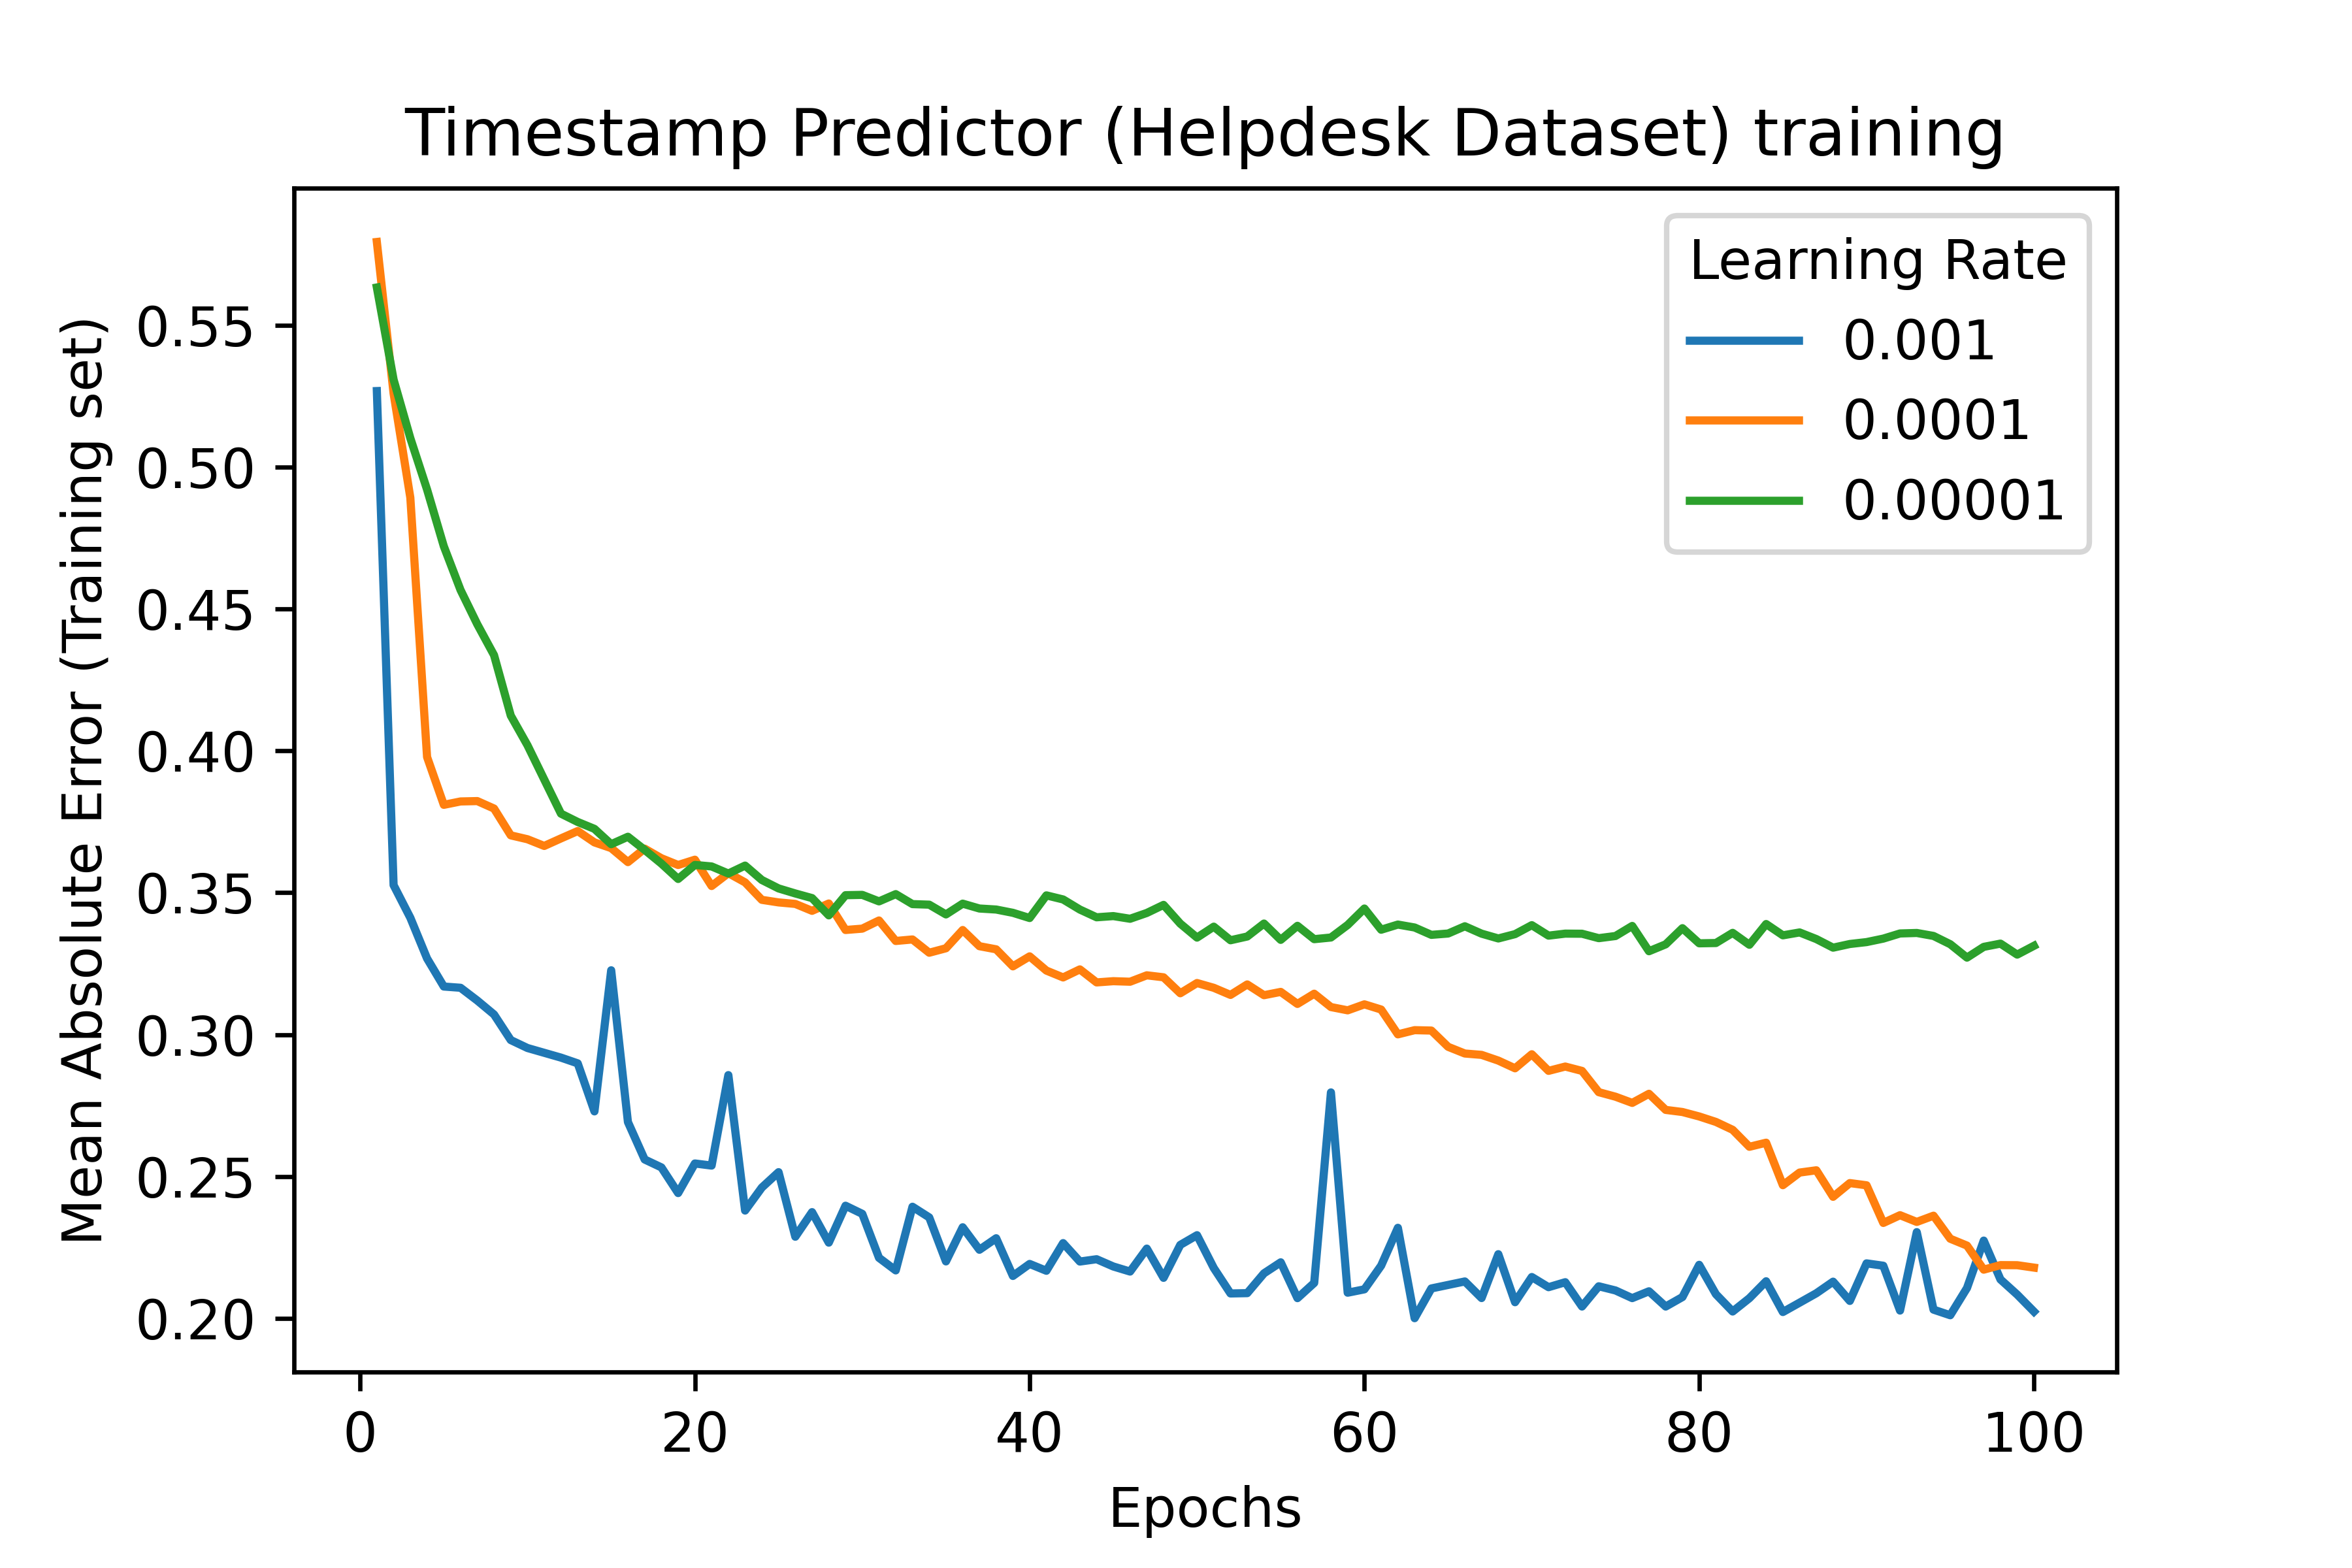 Timestamp Predictor (Helpdesk Dataset) training
Mean Absolute Error (Training set)
0.55
0.50
0.45
0.40
0.35
0.30
0.25
0.20
Learning Rate
0.001
0.0001
0.00001
0 20 40 60 80 100
Epochs